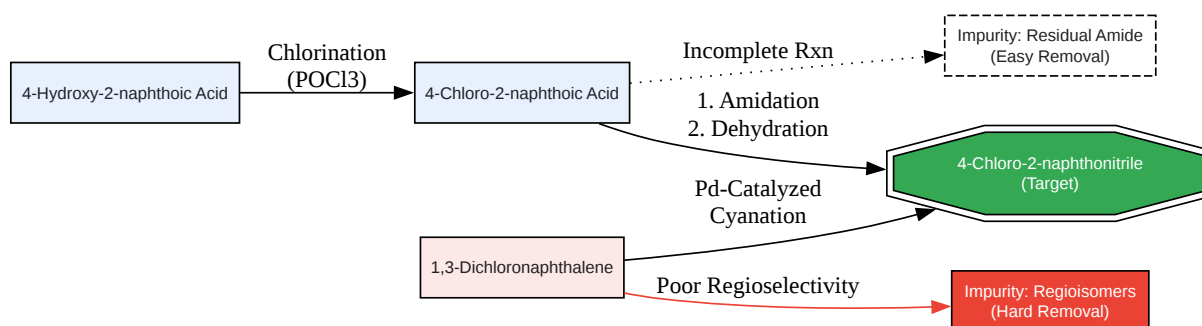 Chlorination
(POCl3)
4-Hydroxy-2-naphthoic Acid
4-Chloro-2-naphthoic Acid
Incomplete Rxn
Impurity: Residual Amide
(Easy Removal)
1. Amidation
2. Dehydration
4-Chloro-2-naphthonitrile
(Target)
Pd-Catalyzed
Cyanation
1,3-Dichloronaphthalene
Poor Regioselectivity
Impurity: Regioisomers
(Hard Removal)